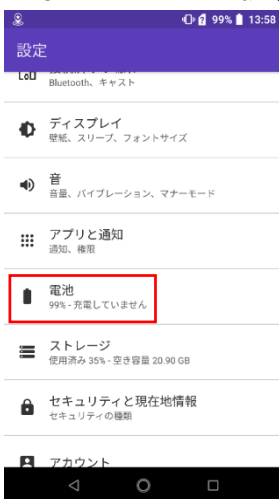 99% 13:58
設定
Bluetooth、キャスト
ディスプレイ
壁紙、スリープ、フォントサイズ
音
音量、バイブレーション、マナーモード
アプリと通知
通知、権限
電池
99% - 充電していません
ストレージ
使用済み 35% - 空き容量 20.90 GB
セキュリティと現在地情報
セキュリティの種類
アカウント